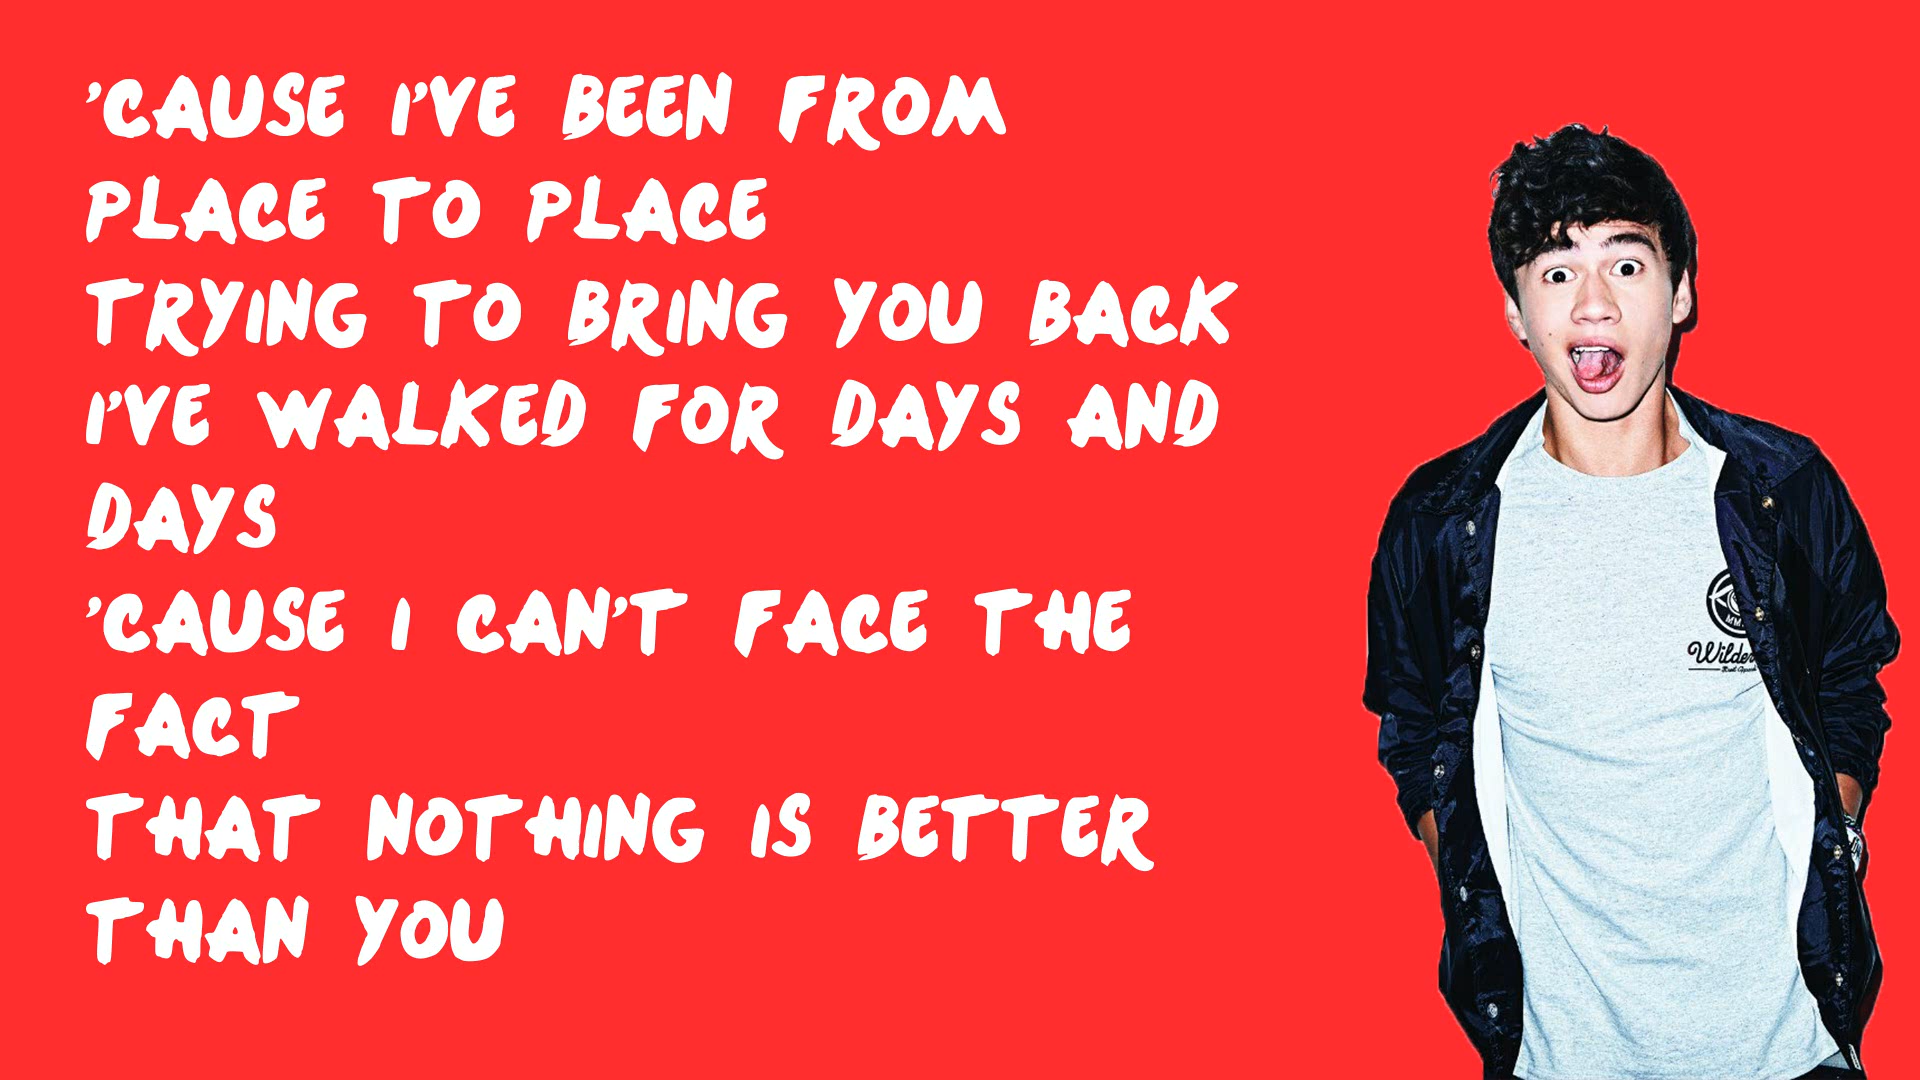 'CAUSE I'VE BEEN FROM
PLACE TO PLACE
TRYING TO BRING YOU BACK
I'VE WALKED FOR DAYS AND
DAYS
'CAUSE I CAN'T FACE THE
FACT
THAT NOTHING IS BETTER
THAN YOU
Wilder